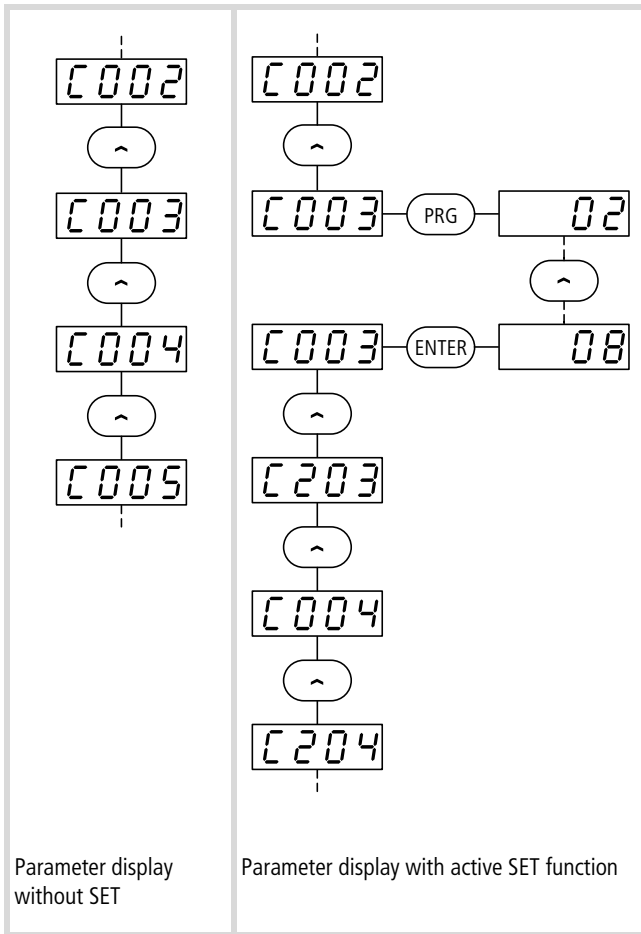 C002
C003
C004
C005
Parameter display
without SET
C002
C003 PRG 02
C003 ENTER 08
C203
C004
C204
Parameter display with active SET function